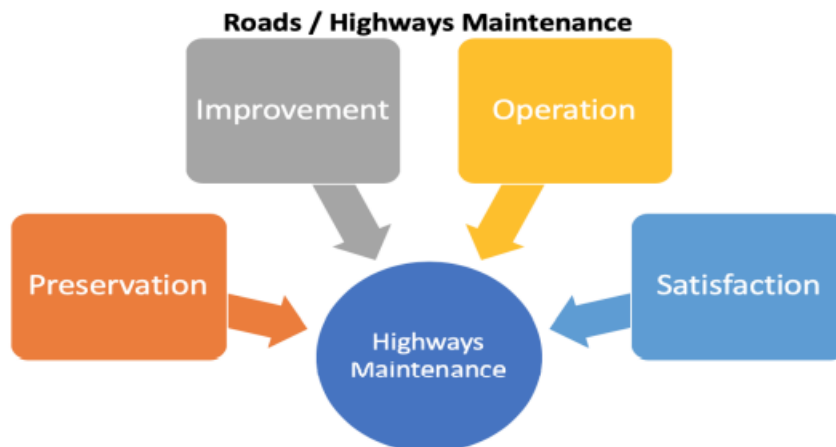 Roads / Highways Maintenance
Improvement
Operation
Preservation
Satisfaction
Highways
Maintenance